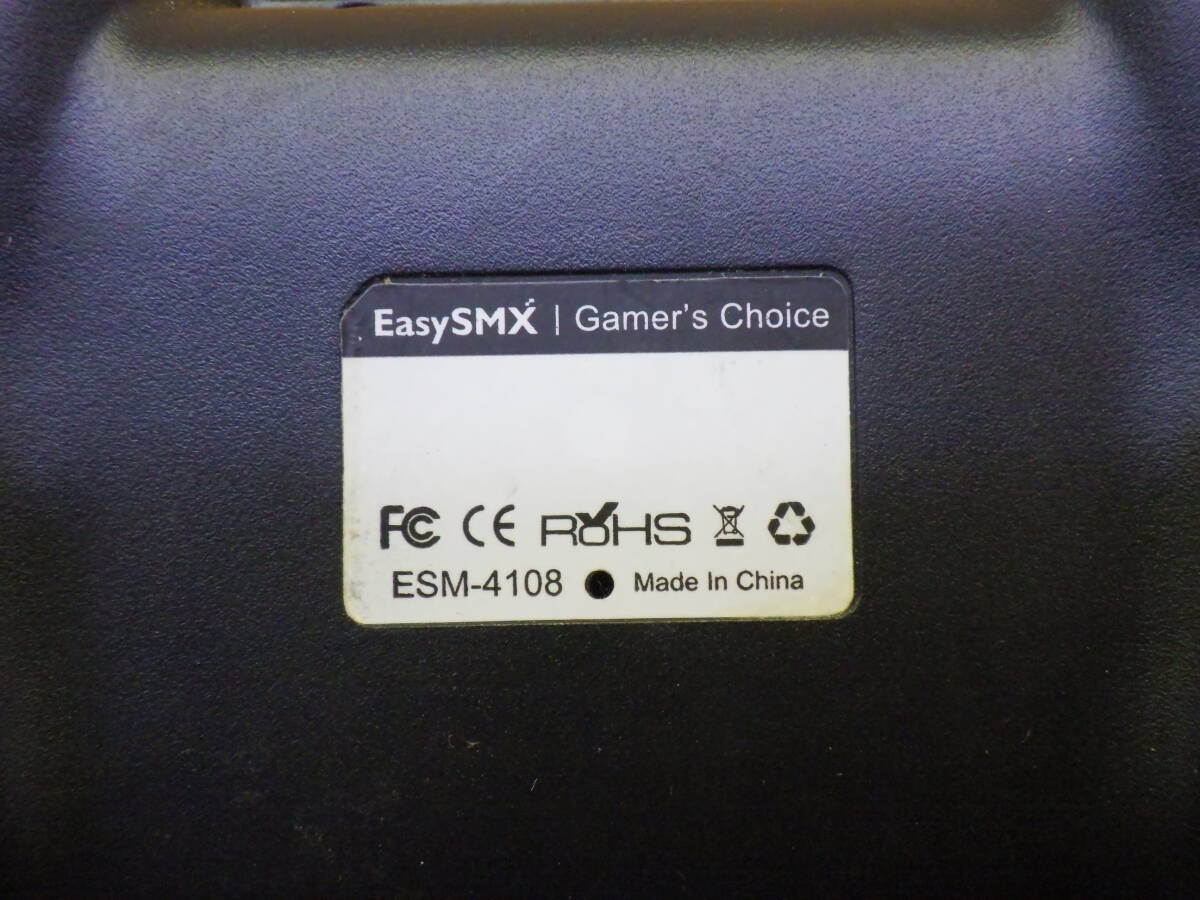 EasySMX | Gamer's Choice
FC CE RoHS
ESM-4108 Made In China